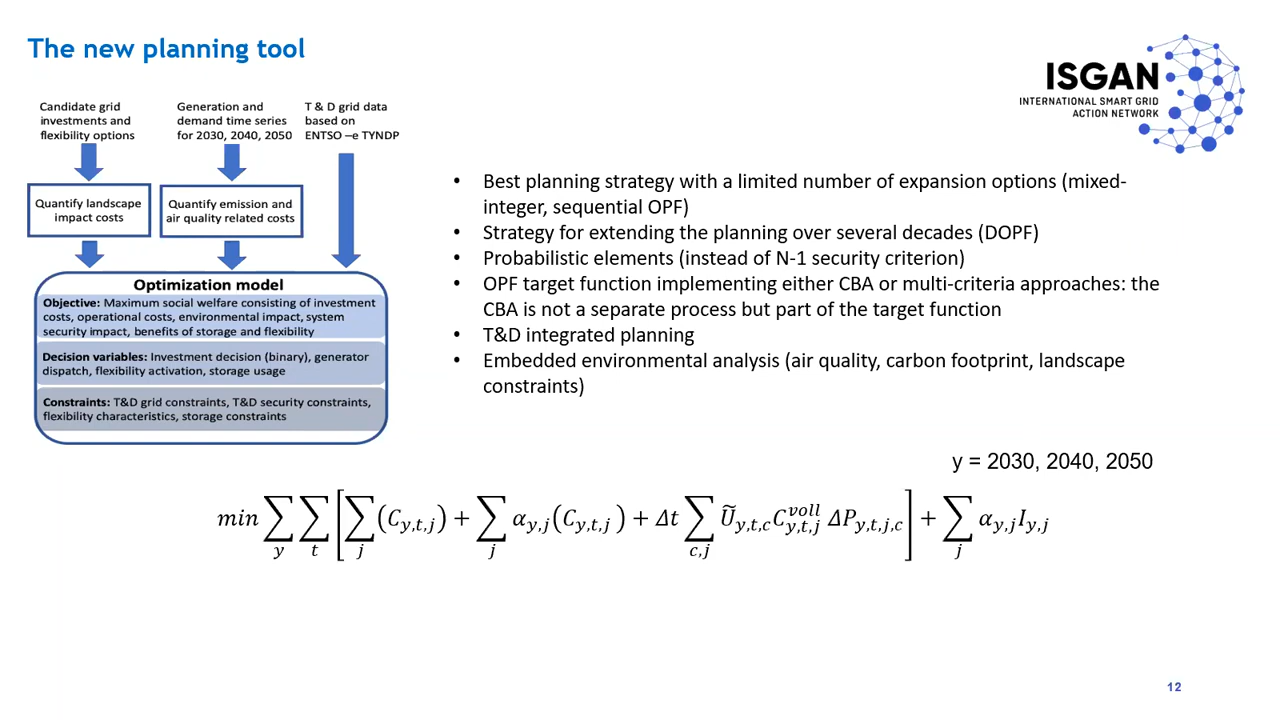 The new planning tool
ISGAN
INTERNATIONAL SMART GRID
ACTION NETWORK
Candidate grid
investments and
flexibility options
Generation and
demand time series
for 2030, 2040, 2050
T & D grid data
based on
ENTSO –e TYNDP
Quantify landscape
impact costs
Quantify emission and
air quality related costs
Optimization model
Objective: Maximum social welfare consisting of investment
costs, operational costs, environmental impact, system
security impact, benefits of storage and flexibility
Decision variables: Investment decision (binary), generator
dispatch, flexibility activation, storage usage
Constraints: T&D grid constraints, T&D security constraints,
flexibility characteristics, storage constraints
• Best planning strategy with a limited number of expansion options (mixed-
integer, sequential OPF)
• Strategy for extending the planning over several decades (DOPF)
• Probabilistic elements (instead of N-1 security criterion)
• OPF target function implementing either CBA or multi-criteria approaches: the
CBA is not a separate process but part of the target function
• T&D integrated planning
• Embedded environmental analysis (air quality, carbon footprint, landscape
constraints)
y = 2030, 2040, 2050
min ∑_y ∑_t [ ∑_j (C_{y,t,j}) + ∑_j α_{y,j} (C_{y,t,j}) + Δt ∑_{c,j} Ũ_{y,t,c} C^{voll}_{y,t,j} ΔP_{y,t,j,c} ] + ∑_j α_{y,j} I_{y,j}
12